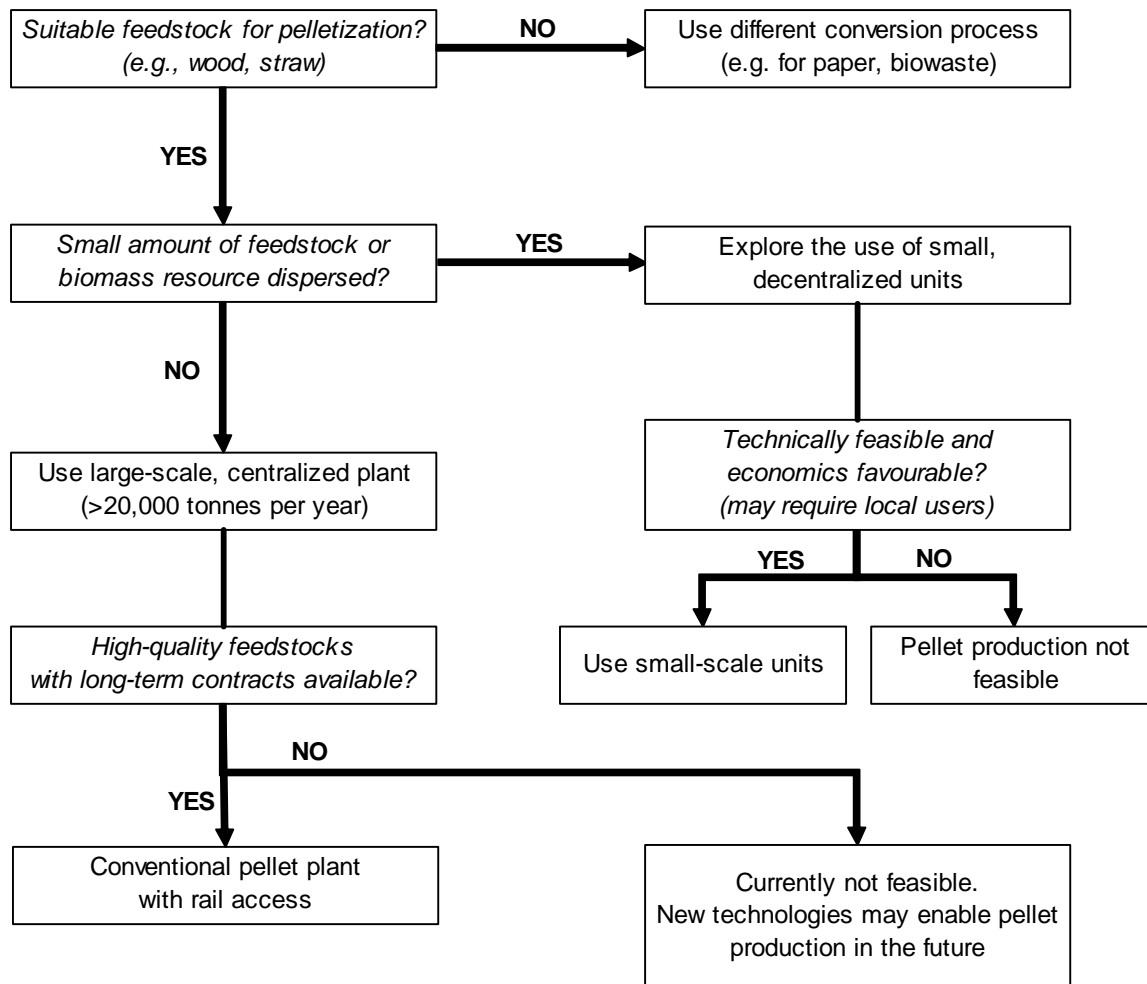 Suitable feedstock for pelletization?
(e.g., wood, straw)
NO
Use different conversion process
(e.g. for paper, biowaste)
YES
Small amount of feedstock or
biomass resource dispersed?
YES
Explore the use of small,
decentralized units
NO
Use large-scale, centralized plant
(>20,000 tonnes per year)
Technically feasible and
economics favourable?
(may require local users)
YES
NO
High-quality feedstocks
with long-term contracts available?
Use small-scale units
Pellet production not
feasible
NO
YES
Conventional pellet plant
with rail access
Currently not feasible.
New technologies may enable pellet
production in the future